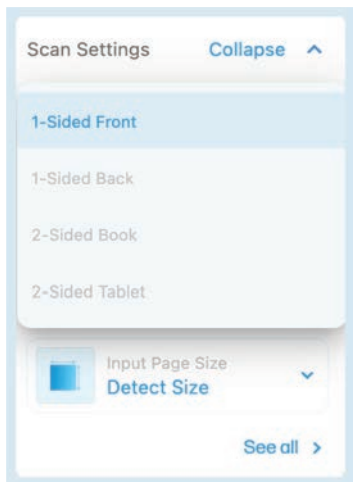 Scan Settings Collapse
1-Sided Front
1-Sided Back
2-Sided Book
2-Sided Tablet
Input Page Size
Detect Size
See all